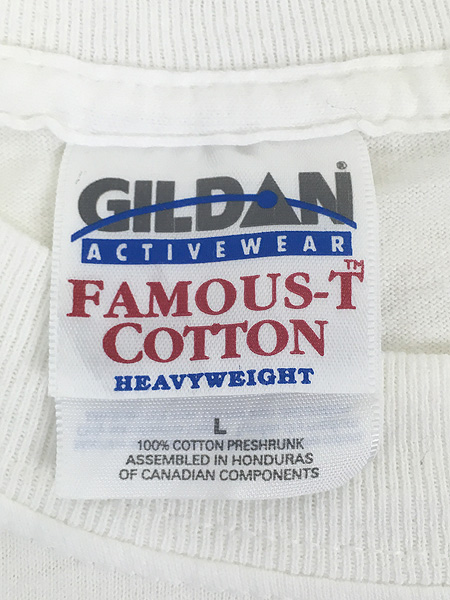 GILDAN®
ACTIVEWEAR
FAMOUS-T™
COTTON
HEAVYWEIGHT
L
100% COTTON PRESHRUNK
ASSEMBLED IN HONDURAS
OF CANADIAN COMPONENTS